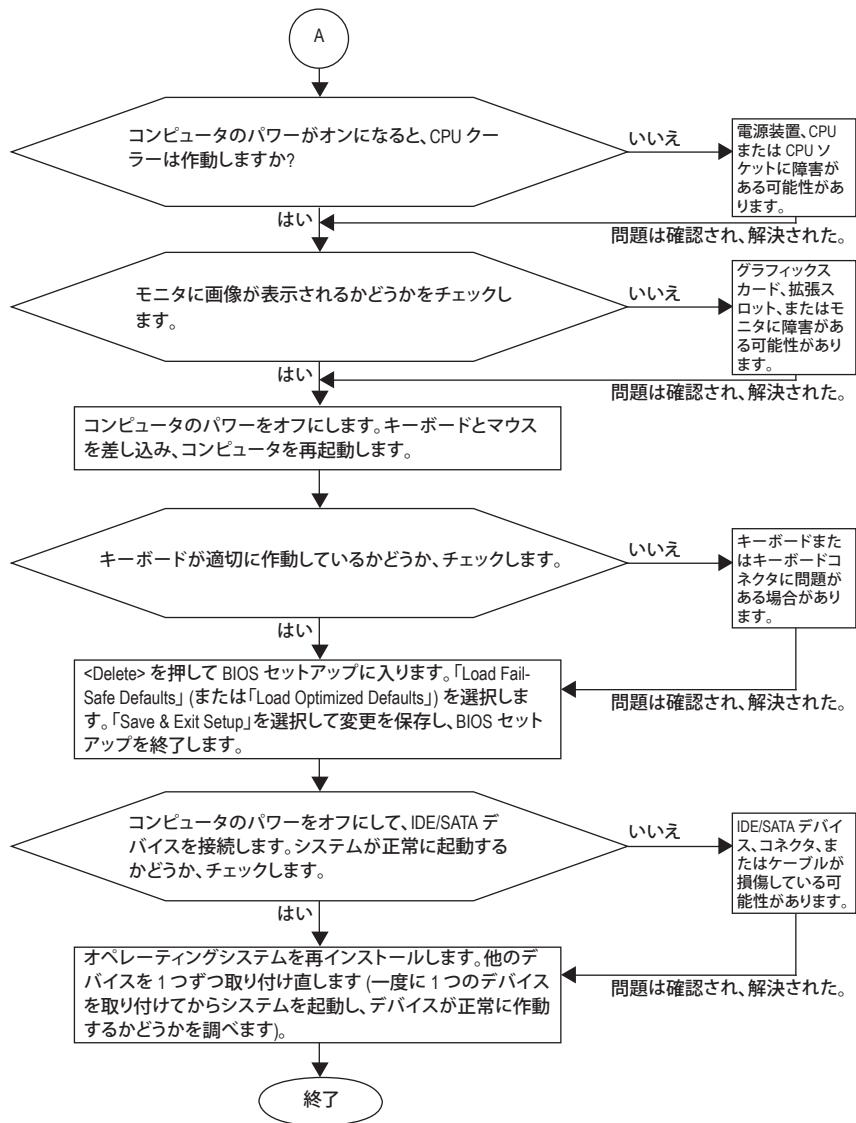 A
コンピュータのパワーがオンになると、CPU クー
ラーは作動しますか?
いいえ
電源装置、CPU
または CPU ソ
ケットに障害が
ある可能性があ
ります。
はい
問題は確認され、解決された。
モニタに画像が表示されるかどうかをチェックし
ます。
いいえ
グラフィックス
カード、拡張ス
ロット、またはモ
ニタに障害があ
る可能性があり
ます。
はい
問題は確認され、解決された。
コンピュータのパワーをオフにします。キーボードとマウス
を差し込み、コンピュータを再起動します。
キーボードが適切に作動しているかどうか、チェックします。
いいえ
キーボードまた
はキーボードコ
ネクタに問題が
ある場合があり
ます。
はい
<Delete> を押して BIOS セットアップに入ります。「Load Fail-
Safe Defaults」 (または「Load Optimized Defaults」) を選択しま
す。「Save & Exit Setup」を選択して変更を保存し、BIOS セット
アップを終了します。
問題は確認され、解決された。
コンピュータのパワーをオフにして、IDE/SATA デ
バイスを接続します。システムが正常に起動する
かどうか、チェックします。
いいえ
IDE/SATA デバイ
ス、コネクタ、ま
たはケーブルが
損傷している可
能性があります。
はい
オペレーティングシステムを再インストールします。他のデ
バイスを 1 つずつ取り付け直します (一度に 1 つのデバイス
を取り付けてからシステムを起動し、デバイスが正常に作動
するかどうかを調べます)。
問題は確認され、解決された。
終了